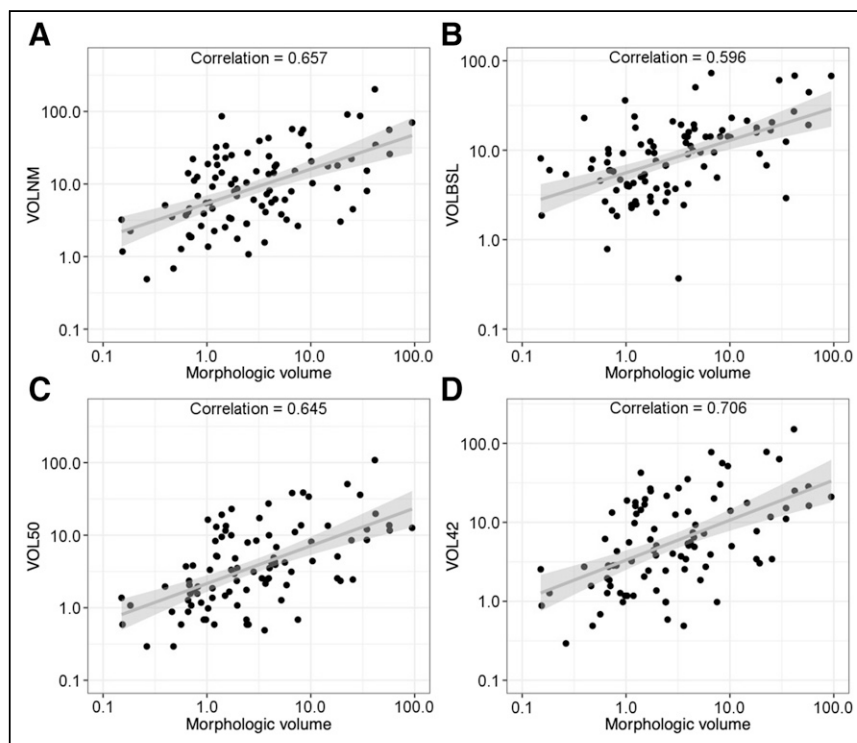 A
Correlation = 0.657
VOLNM
100.0
10.0
1.0
0.1
0.1 1.0 10.0 100.0
Morphologic volume
B
Correlation = 0.596
VOLBSL
100.0
10.0
1.0
0.1
0.1 1.0 10.0 100.0
Morphologic volume
C
Correlation = 0.645
VOL50
100.0
10.0
1.0
0.1
0.1 1.0 10.0 100.0
Morphologic volume
D
Correlation = 0.706
VOL42
100.0
10.0
1.0
0.1
0.1 1.0 10.0 100.0
Morphologic volume